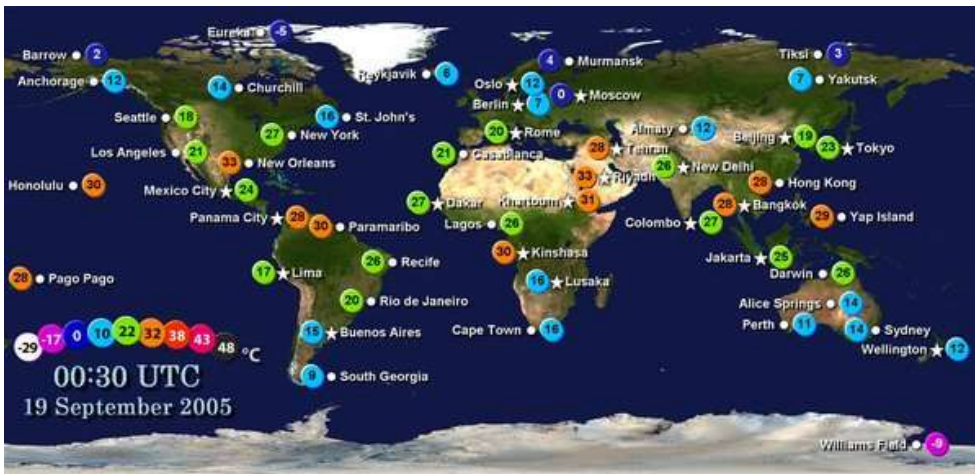 Eureka -5
Barrow 2
4 Murmansk
Tiksi 3
Anchorage 12
14 Churchill
Reykjavik 6
Oslo 12
7 Yakutsk
Berlin 7
0 Moscow
Seattle 18
16 St. John's
27 New York
20 Rome
Almaty 12
Beijing 19
23 Tokyo
Los Angeles 21
33 New Orleans
21 Casablanca
28 Tehran
26 New Delhi
Honolulu 30
Mexico City 24
33 Riyadh
28 Hong Kong
27 Dakar
Khartoum 31
28 Bangkok
Panama City 28
30 Paramaribo
Lagos 26
Colombo 27
29 Yap Island
28 Pago Pago
17 Lima
26 Recife
30 Kinshasa
Jakarta 25
16 Lusaka
Darwin 26
20 Rio de Janeiro
Alice Springs 14
15 Buenos Aires
Cape Town 16
Perth 11
14 Sydney
Wellington 12
-29 -17 0 10 22 32 38 43 48 °C
00:30 UTC
9 South Georgia
19 September 2005
Williams Field -9